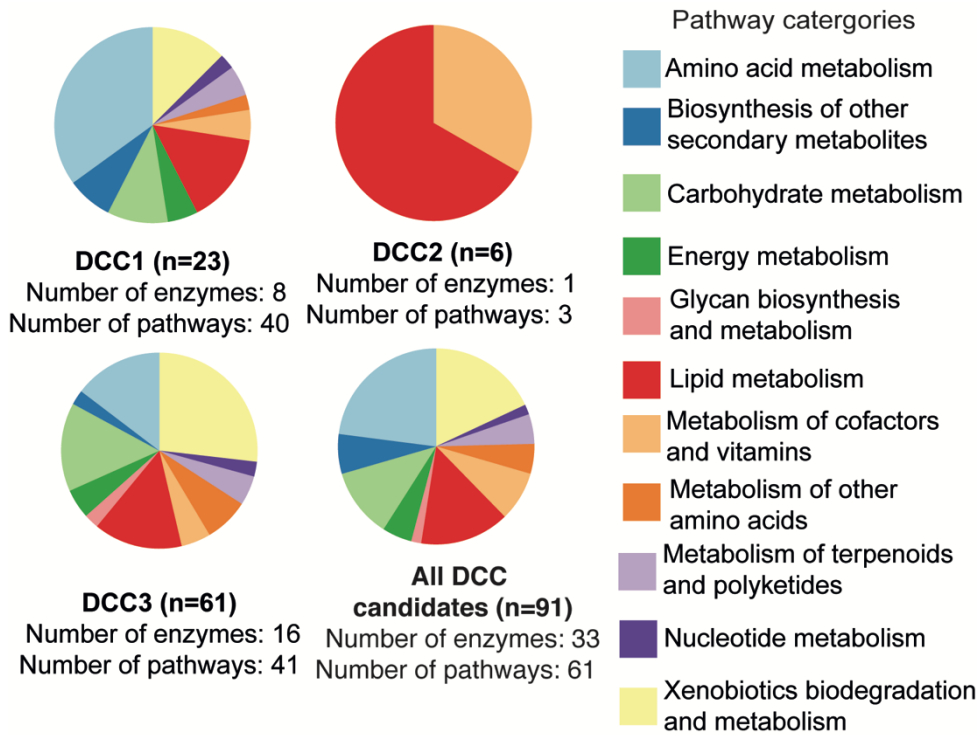 DCC1 (n=23)
Number of enzymes: 8
Number of pathways: 40
DCC2 (n=6)
Number of enzymes: 1
Number of pathways: 3
DCC3 (n=61)
Number of enzymes: 16
Number of pathways: 41
All DCC
candidates (n=91)
Number of enzymes: 33
Number of pathways: 61
Pathway catergories
Amino acid metabolism
Biosynthesis of other
secondary metabolites
Carbohydrate metabolism
Energy metabolism
Glycan biosynthesis
and metabolism
Lipid metabolism
Metabolism of cofactors
and vitamins
Metabolism of other
amino acids
Metabolism of terpenoids
and polyketides
Nucleotide metabolism
Xenobiotics biodegradation
and metabolism